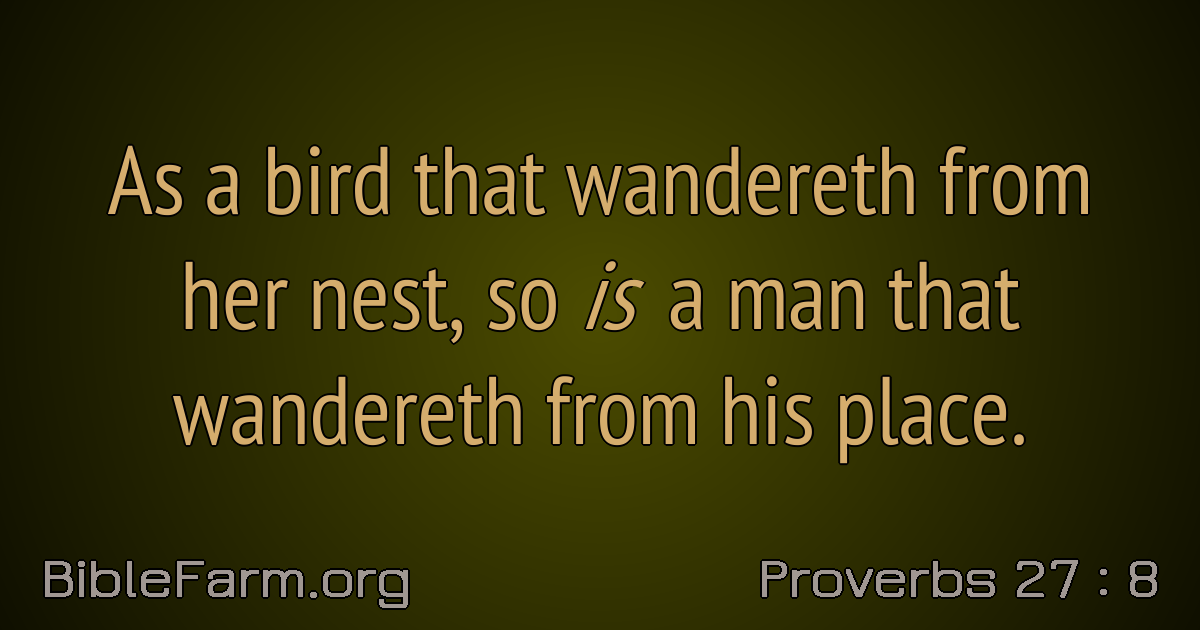 As a bird that wandereth from
her nest, so is a man that
wandereth from his place.
BibleFarm.org
Proverbs 27 : 8